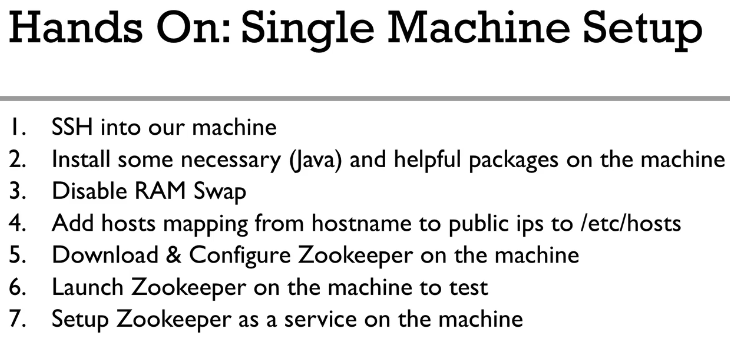 Hands On: Single Machine Setup
1. SSH into our machine
2. Install some necessary (Java) and helpful packages on the machine
3. Disable RAM Swap
4. Add hosts mapping from hostname to public ips to /etc/hosts
5. Download & Configure Zookeeper on the machine
6. Launch Zookeeper on the machine to test
7. Setup Zookeeper as a service on the machine